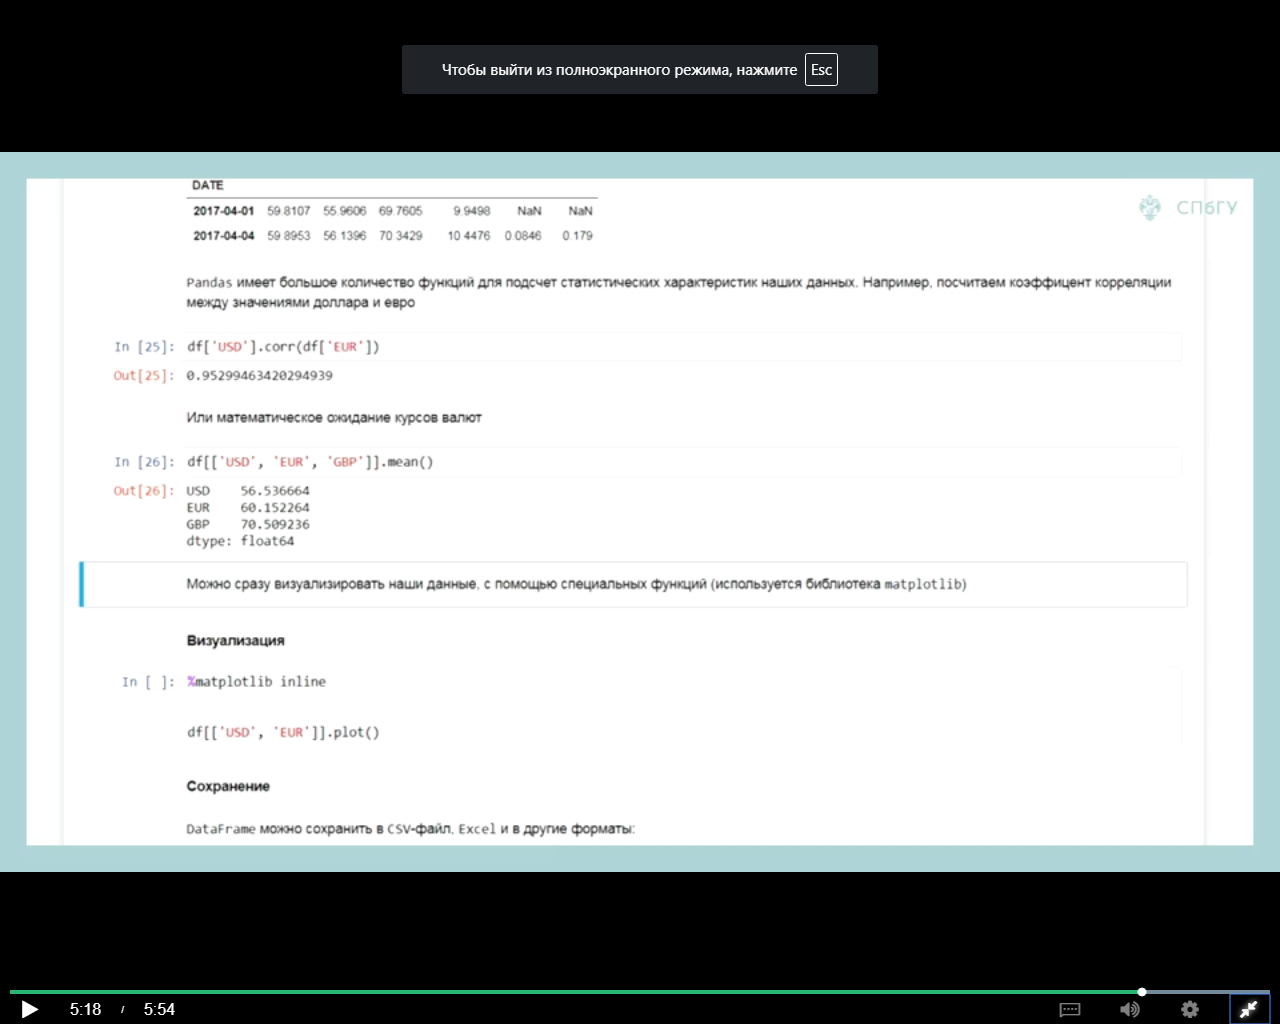 Чтобы выйти из полноэкранного режима, нажмите Esc
DATE
СПбГУ
2017-04-01 59.8107 55.9606 69.7605 9.9498 NaN NaN
2017-04-04 59.8953 56.1396 70.3429 10.4476 0.0846 0.179
Pandas имеет большое количество функций для подсчет статистических характеристик наших данных. Например, посчитаем коэффицент корреляции
между значениями доллара и евро
In [25]: df['USD'].corr(df['EUR'])
Out[25]: 0.95299463420294939
Или математическое ожидание курсов валют
In [26]: df[['USD', 'EUR', 'GBP']].mean()
Out[26]: USD 56.536664
EUR 60.152264
GBP 70.509236
dtype: float64
Можно сразу визуализировать наши данные, с помощью специальных функций (используется библиотека matplotlib)
Визуализация
In [ ]: %matplotlib inline
df[['USD', 'EUR']].plot()
Сохранение
DataFrame можно сохранить в CSV-файл, Excel и в другие форматы:
5:18 / 5:54